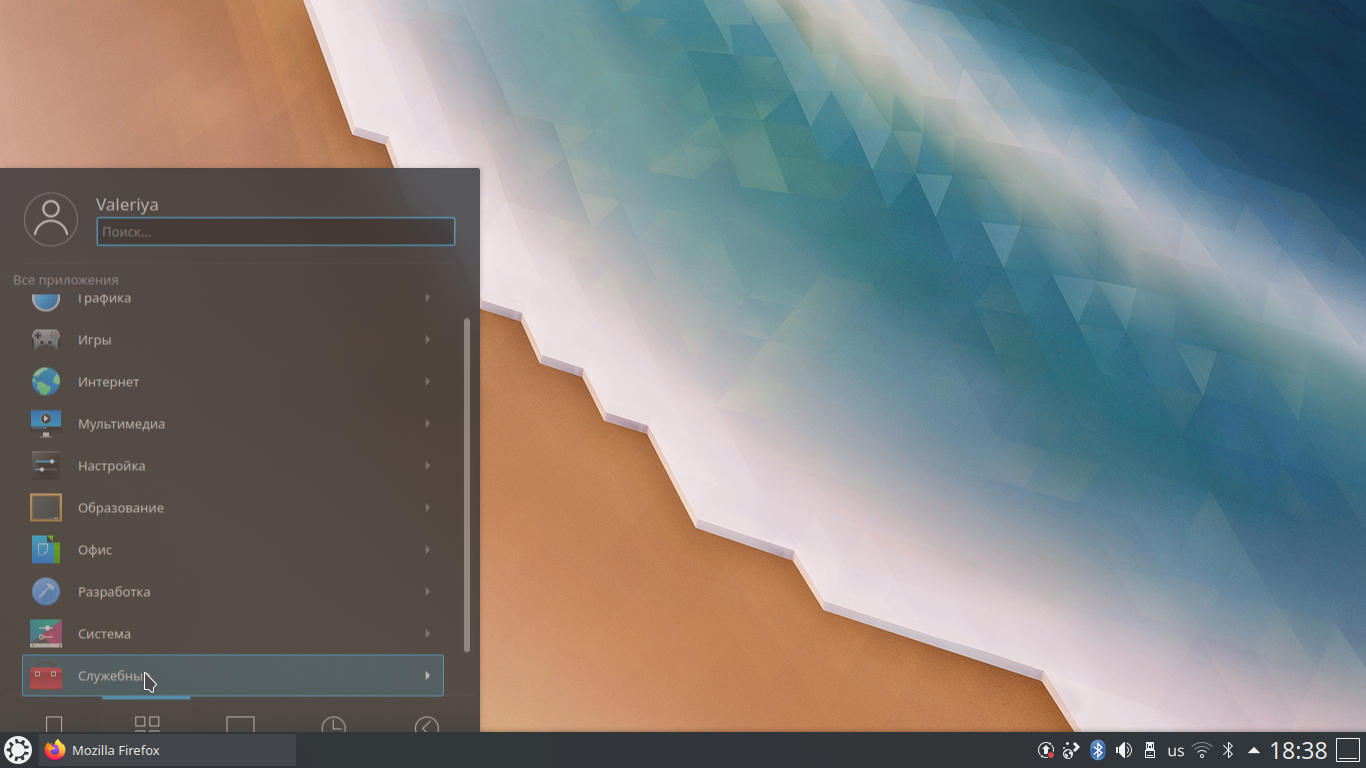 Valeriya
Поиск...
Все приложения
Графика
Игры
Интернет
Мультимедиа
Настройка
Образование
Офис
Разработка
Система
Служебны
Mozilla Firefox
us
18:38